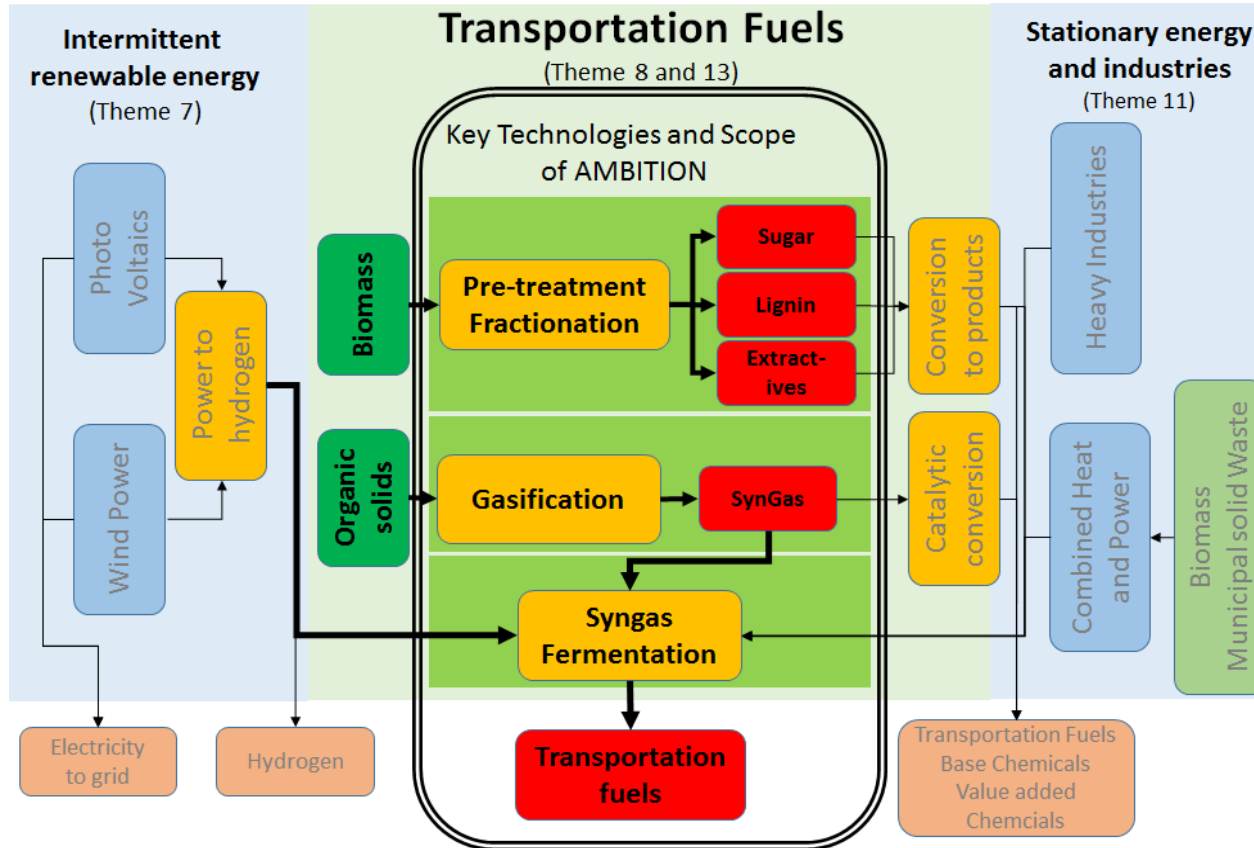 Intermittent
renewable energy
(Theme 7)
Transportation Fuels
(Theme 8 and 13)
Stationary energy
and industries
(Theme 11)
Key Technologies and Scope
of AMBITION
Photo
Voltaics
Wind Power
Power to
hydrogen
Biomass
Pre-treatment
Fractionation
Sugar
Lignin
Extract-
ives
Conversion
to products
Heavy Industries
Organic
solids
Gasification
SynGas
Catalytic
conversion
Combined Heat
and Power
Biomass
Municipal solid Waste
Syngas
Fermentation
Transportation
fuels
Electricity
to grid
Hydrogen
Transportation Fuels
Base Chemicals
Value added
Chemcials